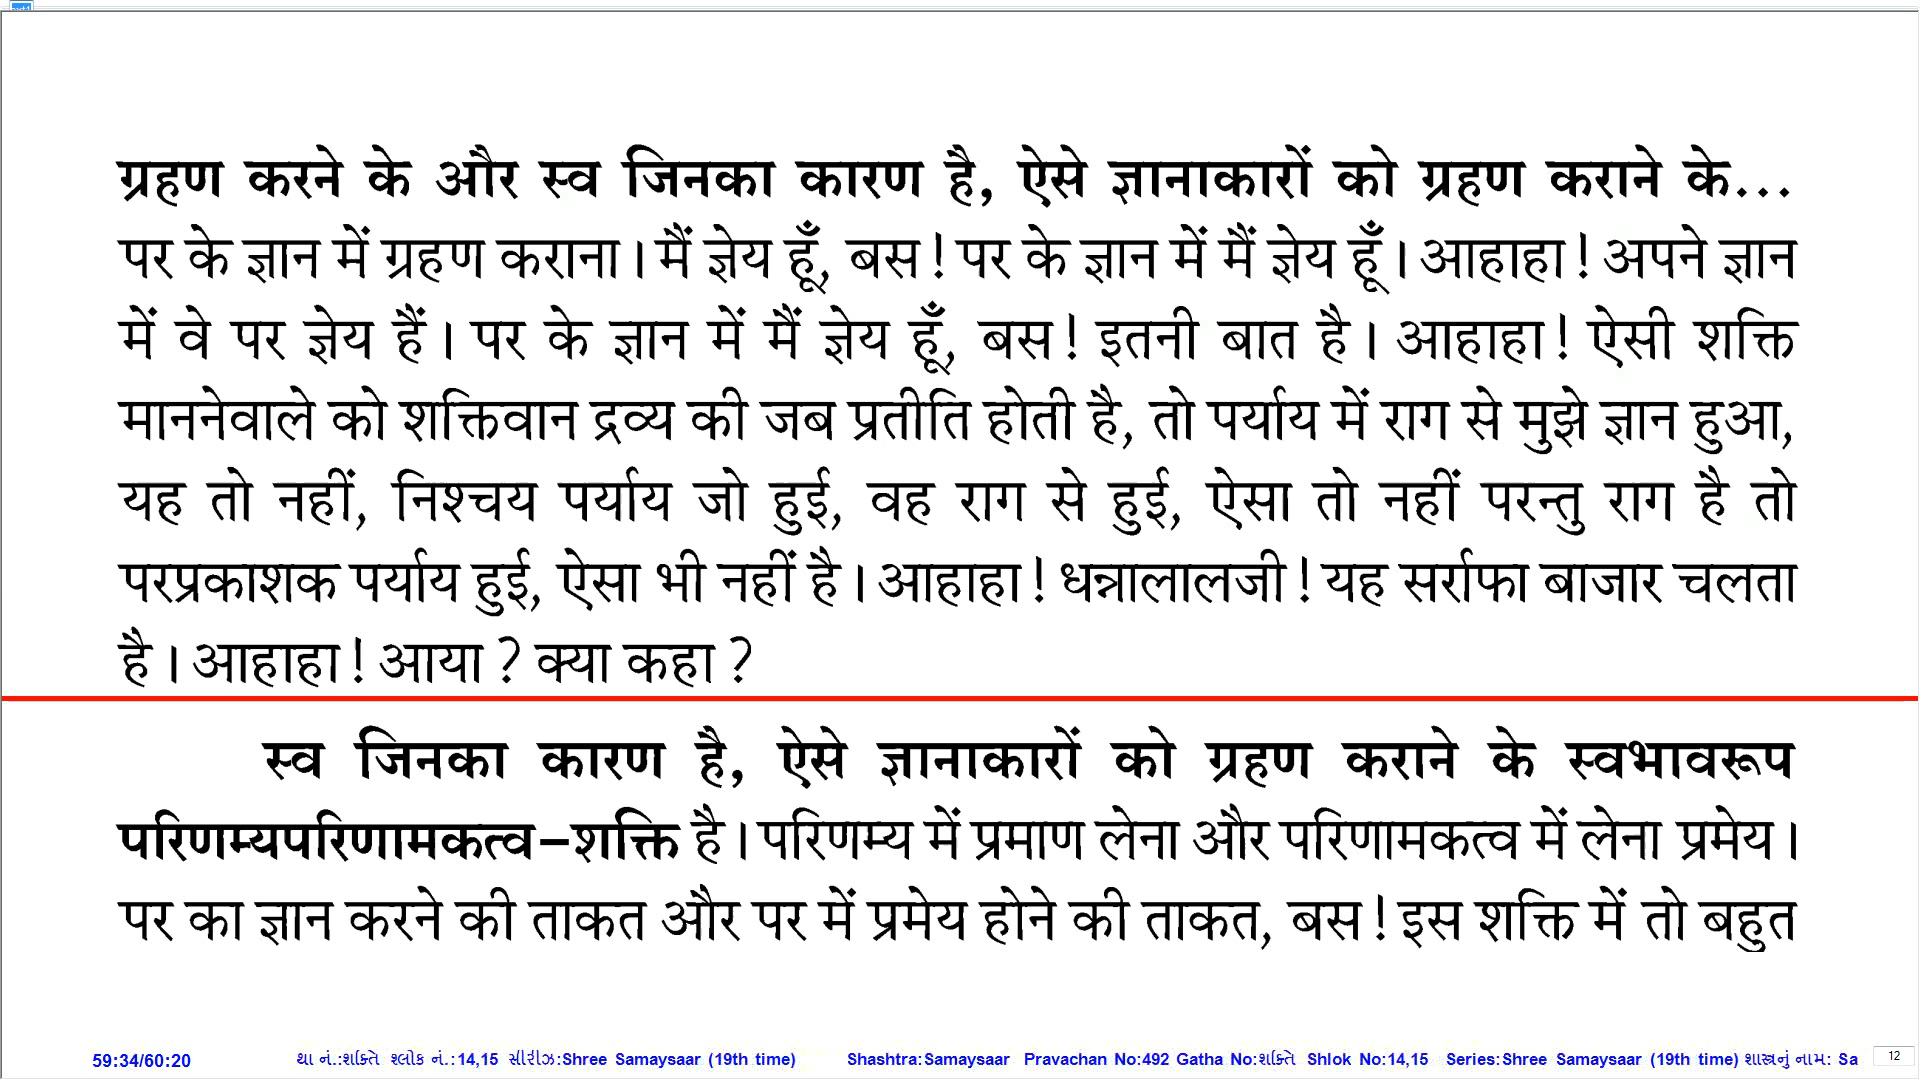 ग्रहण करने के और स्व जिनका कारण है, ऐसे ज्ञानाकारों को ग्रहण कराने के...
पर के ज्ञान में ग्रहण कराना। मैं ज्ञेय हूँ, बस! पर के ज्ञान में मैं ज्ञेय हूँ। आहाहा! अपने ज्ञान
में वे पर ज्ञेय हैं। पर के ज्ञान में मैं ज्ञेय हूँ, बस! इतनी बात है। आहाहा! ऐसी शक्ति
माननेवाले को शक्तिवान द्रव्य की जब प्रतीति होती है, तो पर्याय में राग से मुझे ज्ञान हुआ,
यह तो नहीं, निश्चय पर्याय जो हुई, वह राग से हुई, ऐसा तो नहीं परन्तु राग है तो
परप्रकाशक पर्याय हुई, ऐसा भी नहीं है। आहाहा! धन्नालालजी! यह सर्राफा बाजार चलता
है। आहाहा! आया? क्या कहा?
स्व जिनका कारण है, ऐसे ज्ञानाकारों को ग्रहण कराने के स्वभावरूप
परिणम्यपरिणामकत्व-शक्ति है। परिणम्य में प्रमाण लेना और परिणामकत्व में लेना प्रमेय।
पर का ज्ञान करने की ताकत और पर में प्रमेय होने की ताकत, बस! इस शक्ति में तो बहुत
59:34/60:20 થા નં.:શક્તિ શ્લોક નં.:14,15 સીરીઝ:Shree Samaysaar (19th time) Shashtra:Samaysaar Pravachan No:492 Gatha No:શક્તિ Shlok No:14,15 Series:Shree Samaysaar (19th time) શાસ્ત્રનું નામ: Sa 12